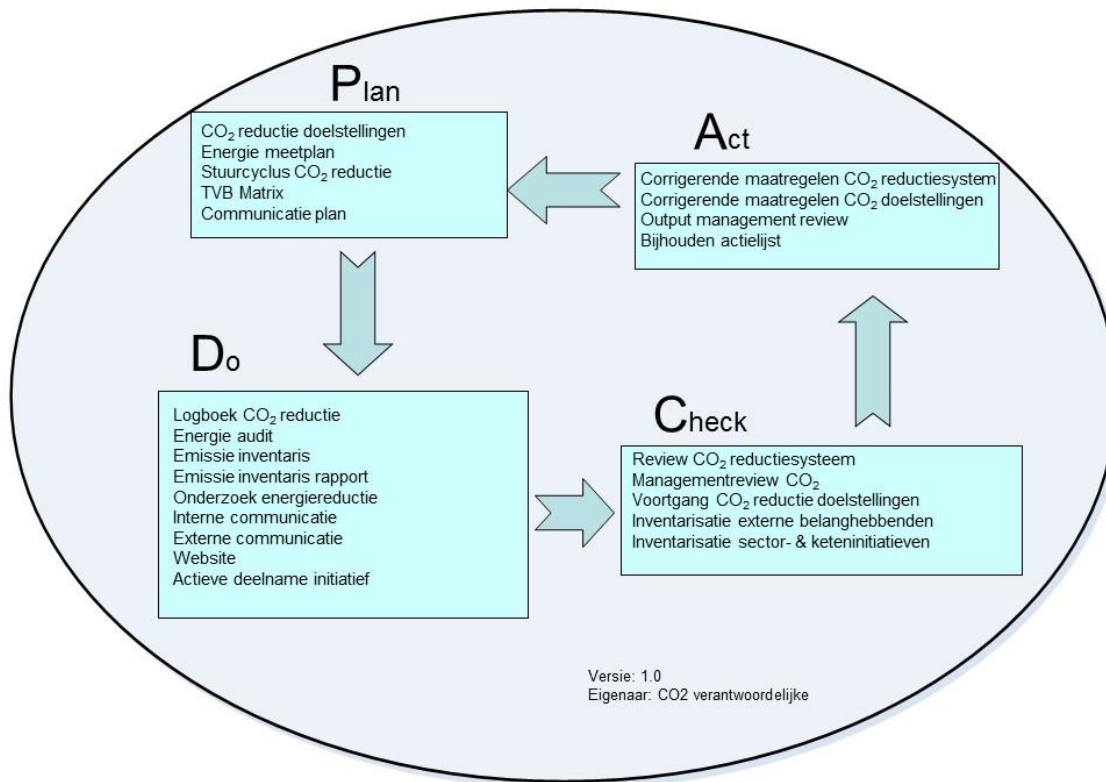 Plan
CO₂ reductie doelstellingen
Energie meetplan
Stuurcyclus CO₂ reductie
TVB Matrix
Communicatie plan
Act
Corrigerende maatregelen CO₂ reductiesystem
Corrigerende maatregelen CO₂ doelstellingen
Output management review
Bijhouden actielijst
Do
Logboek CO₂ reductie
Energie audit
Emissie inventaris
Emissie inventaris rapport
Onderzoek energiereductie
Interne communicatie
Externe communicatie
Website
Actieve deelname initiatief
Check
Review CO₂ reductiesysteem
Managementreview CO₂
Voortgang CO₂ reductie doelstellingen
Inventarisatie externe belanghebbenden
Inventarisatie sector- & keteninitiatieven
Versie: 1.0
Eigenaar: CO2 verantwoordelijke